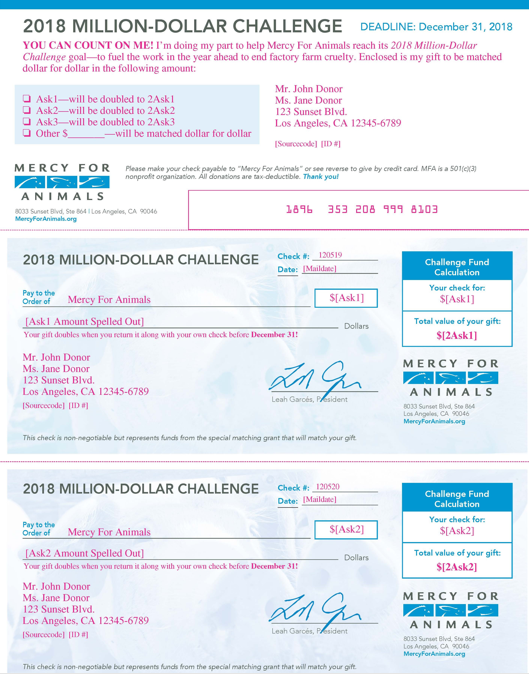 2018 MILLION-DOLLAR CHALLENGE DEADLINE: December 31, 2018
YOU CAN COUNT ON ME! I'm doing my part to help Mercy For Animals reach its 2018 Million-Dollar
Challenge goal—to fuel the work in the year ahead to end factory farm cruelty. Enclosed is my gift to be matched
dollar for dollar in the following amount:
❏ Ask1—will be doubled to 2Ask1
❏ Ask2—will be doubled to 2Ask2
❏ Ask3—will be doubled to 2Ask3
❏ Other $_______—will be matched dollar for dollar
Mr. John Donor
Ms. Jane Donor
123 Sunset Blvd.
Los Angeles, CA 12345-6789
[Sourcecode] [ID #]
MERCY FOR
ANIMALS
8033 Sunset Blvd, Ste 864 | Los Angeles, CA 90046
MercyForAnimals.org
Please make your check payable to "Mercy For Animals" or see reverse to give by credit card. MFA is a 501(c)(3)
nonprofit organization. All donations are tax-deductible. Thank you!
1896 353 208 999 8103
2018 MILLION-DOLLAR CHALLENGE
Check #: 120519
Date: [Maildate]
Pay to the
Order of Mercy For Animals
$[Ask1]
[Ask1 Amount Spelled Out]
Dollars
Your gift doubles when you return it along with your own check before December 31!
Mr. John Donor
Ms. Jane Donor
123 Sunset Blvd.
Los Angeles, CA 12345-6789
[Sourcecode] [ID #]
Leah Garcés, President
This check is non-negotiable but represents funds from the special matching grant that will match your gift.
Challenge Fund
Calculation
Your check for:
$[Ask1]
Total value of your gift:
$[2Ask1]
MERCY FOR
ANIMALS
8033 Sunset Blvd, Ste 864
Los Angeles, CA 90046
MercyForAnimals.org
2018 MILLION-DOLLAR CHALLENGE
Check #: 120520
Date: [Maildate]
Pay to the
Order of Mercy For Animals
$[Ask2]
[Ask2 Amount Spelled Out]
Dollars
Your gift doubles when you return it along with your own check before December 31!
Mr. John Donor
Ms. Jane Donor
123 Sunset Blvd.
Los Angeles, CA 12345-6789
[Sourcecode] [ID #]
Leah Garcés, President
This check is non-negotiable but represents funds from the special matching grant that will match your gift.
Challenge Fund
Calculation
Your check for:
$[Ask2]
Total value of your gift:
$[2Ask2]
MERCY FOR
ANIMALS
8033 Sunset Blvd, Ste 864
Los Angeles, CA 90046
MercyForAnimals.org